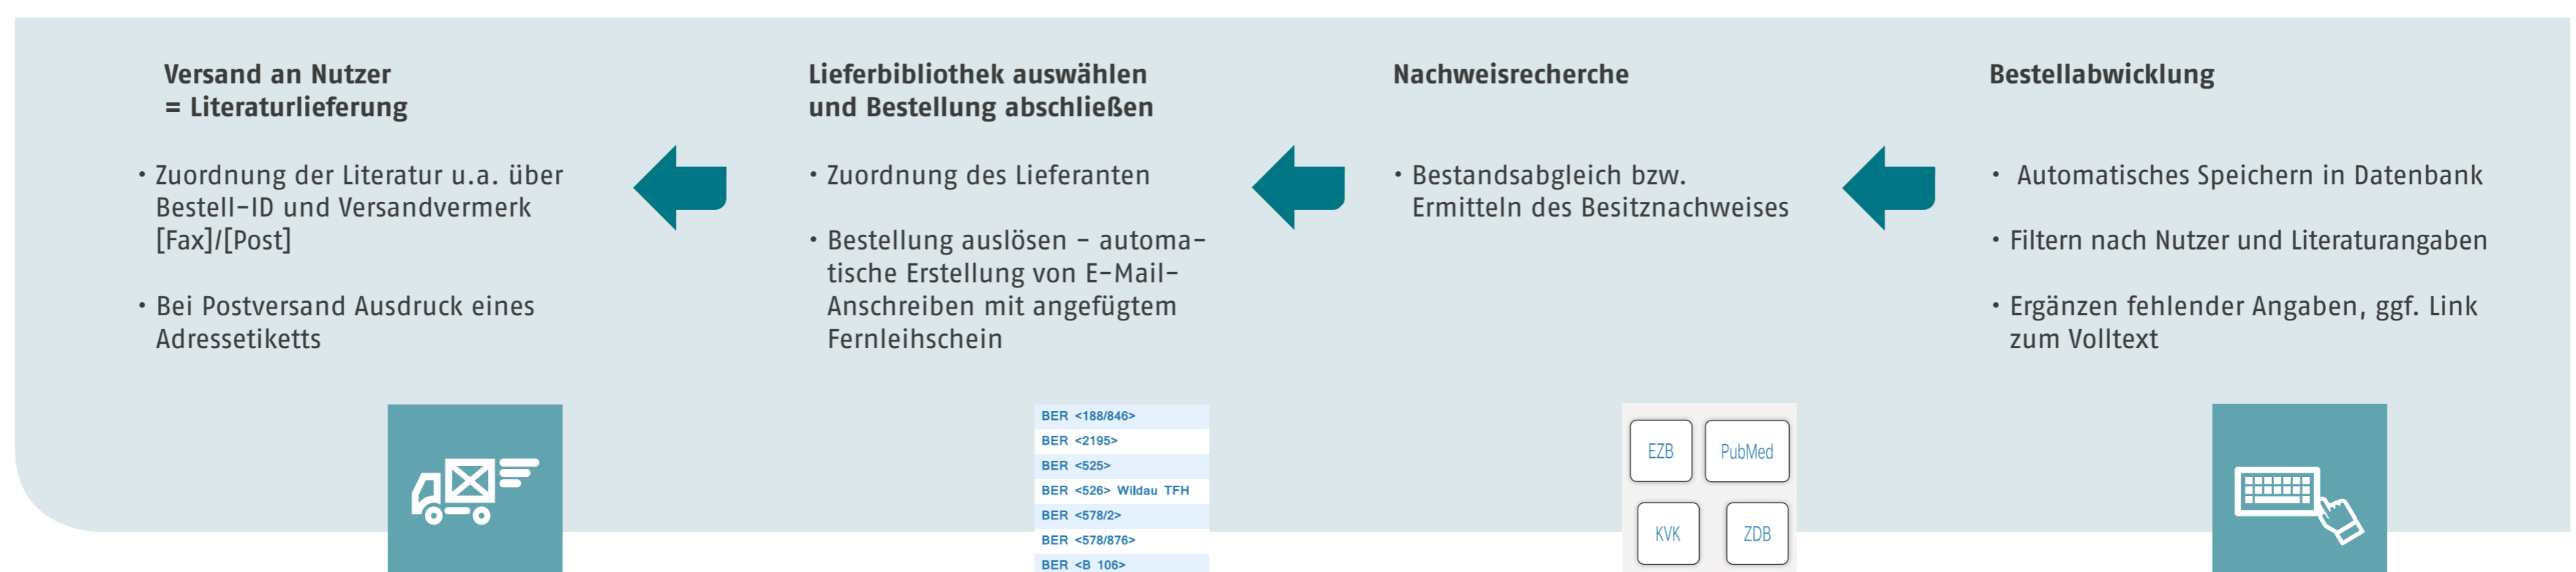 Versand an Nutzer
= Literaturlieferung
· Zuordnung der Literatur u.a. über
Bestell-ID und Versandvermerk
[Fax]/[Post]
· Bei Postversand Ausdruck eines
Adressetiketts
Lieferbibliothek auswählen
und Bestellung abschließen
· Zuordnung des Lieferanten
· Bestellung auslösen - automa-
tische Erstellung von E-Mail-
Anschreiben mit angefügtem
Fernleihschein
BER <188/846>
BER <2195>
BER <525>
BER <526> Wildau TFH
BER <578/2>
BER <578/876>
BER <B 106>
Nachweisrecherche
· Bestandsabgleich bzw.
Ermitteln des Besitznachweises
EZB PubMed
KVK ZDB
Bestellabwicklung
· Automatisches Speichern in Datenbank
· Filtern nach Nutzer und Literaturangaben
· Ergänzen fehlender Angaben, ggf. Link
zum Volltext